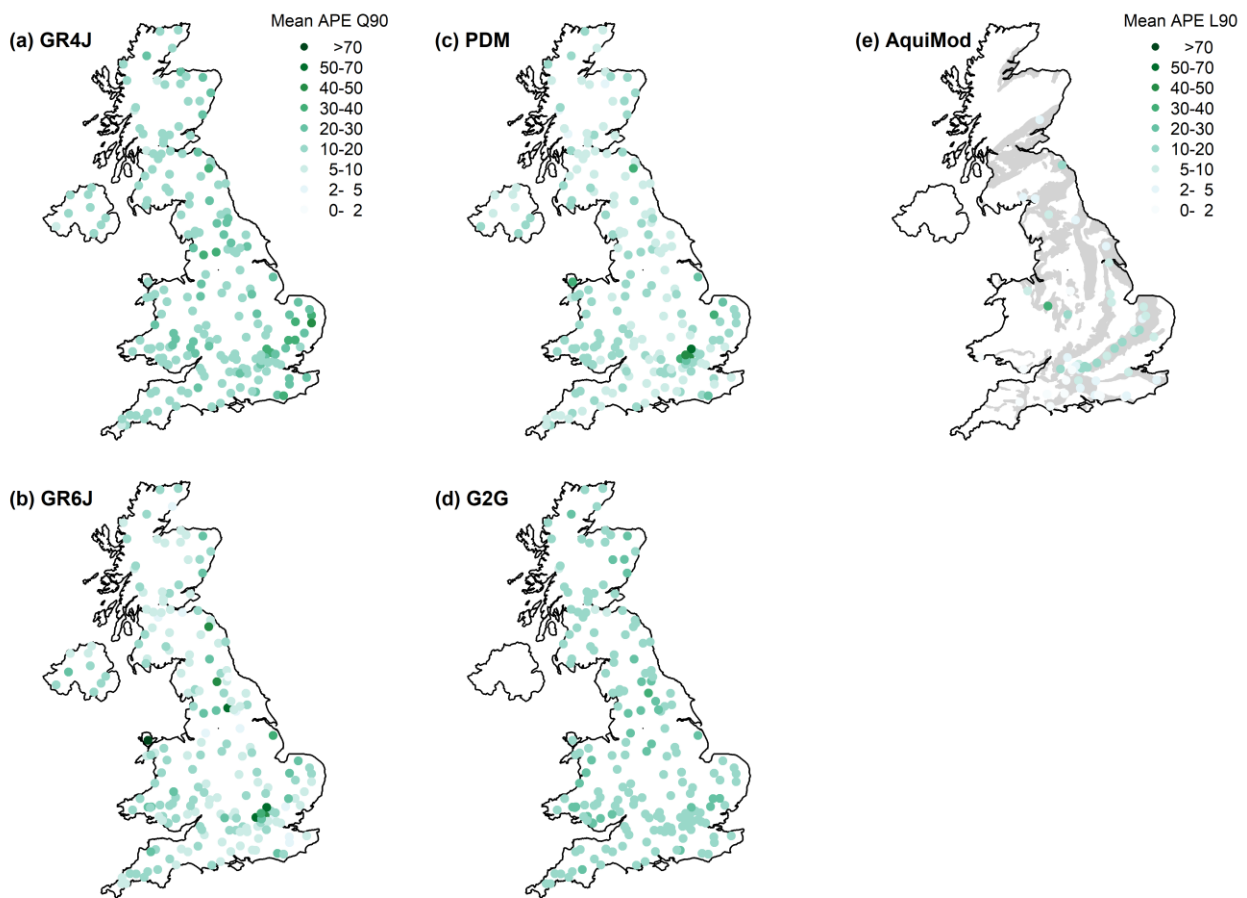 Mean APE Q90
(a) GR4J
>70
50-70
40-50
30-40
20-30
10-20
5-10
2- 5
0- 2
(c) PDM
Mean APE L90
(e) AquiMod
>70
50-70
40-50
30-40
20-30
10-20
5-10
2- 5
0- 2
(b) GR6J
(d) G2G